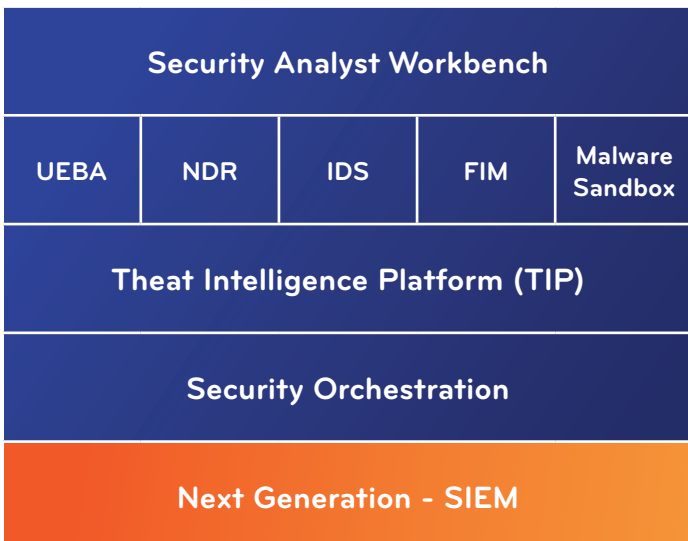 Security Analyst Workbench
UEBA
NDR
IDS
FIM
Malware
Sandbox
Theat Intelligence Platform (TIP)
Security Orchestration
Next Generation - SIEM